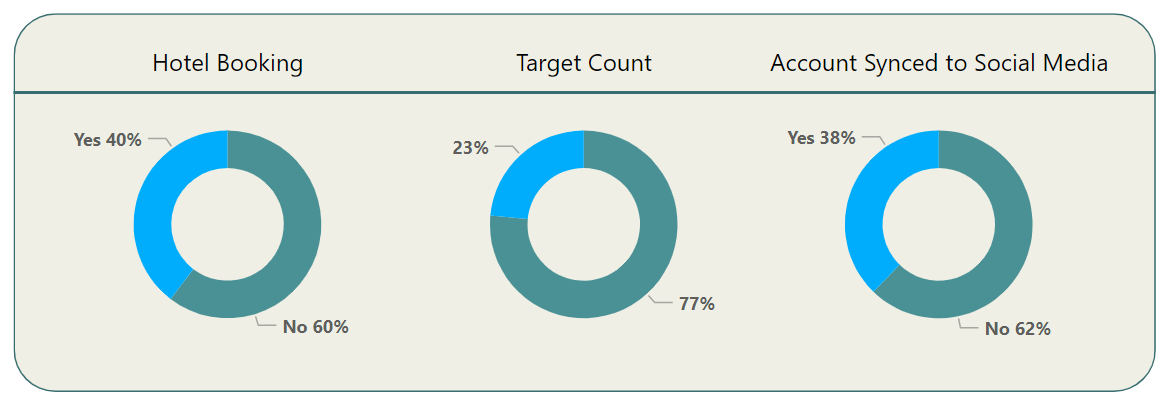 Hotel Booking
Target Count
Account Synced to Social Media
Yes 40%
No 60%
23%
77%
Yes 38%
No 62%